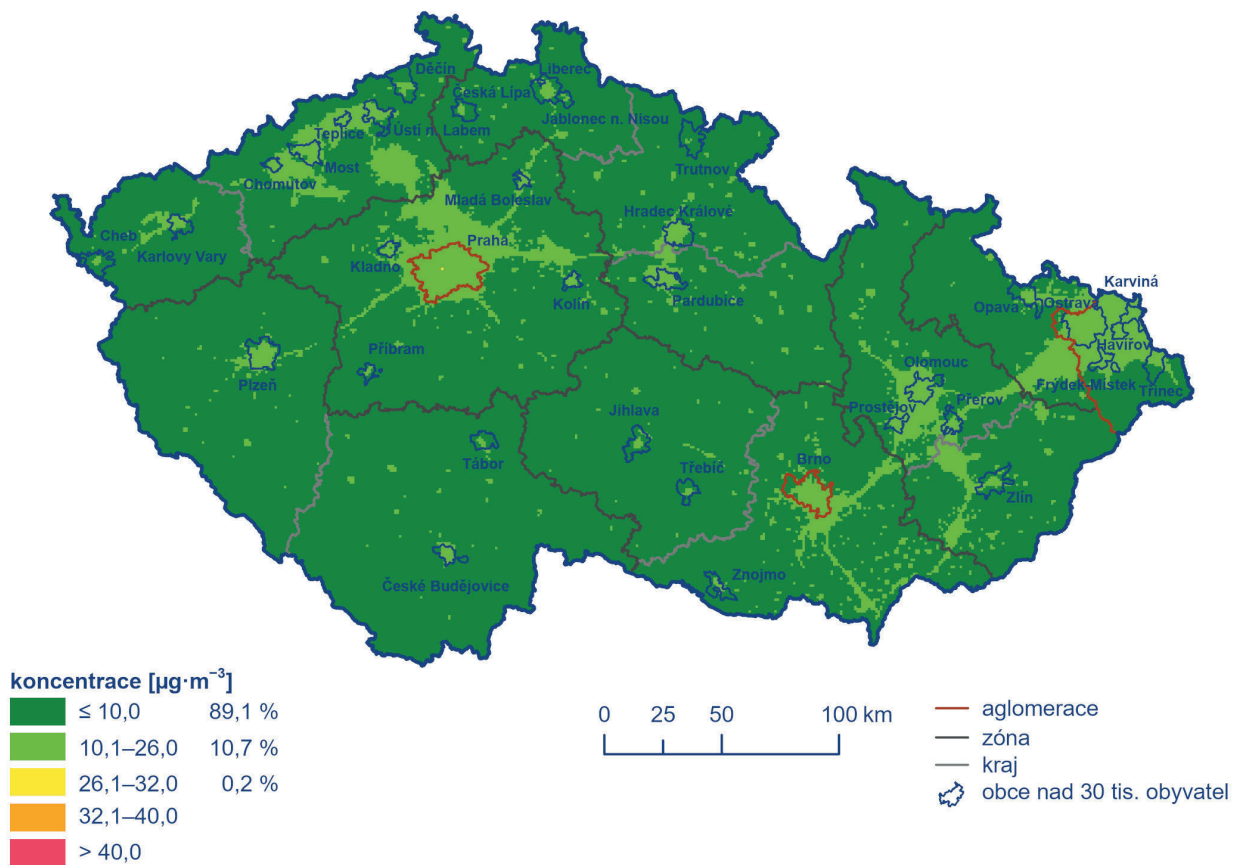 Děčín
Liberec
Česká Lípa
Jablonec n. Nisou
Teplice
Ústí n. Labem
Most
Chomutov
Trutnov
Mladá Boleslav
Hradec Králové
Cheb
Karlovy Vary
Praha
Kladno
Kolín
Pardubice
Karviná
Opava
Ostrava
Havířov
Příbram
Plzeň
Olomouc
Frýdek-Místek
Třinec
Prostějov
Přerov
Jihlava
Tábor
Třebíč
Brno
Zlín
České Budějovice
Znojmo
koncentrace [µg·m⁻³]
≤ 10,0 89,1 %
10,1–26,0 10,7 %
26,1–32,0 0,2 %
32,1–40,0
> 40,0
0 25 50 100 km
aglomerace
zóna
kraj
obce nad 30 tis. obyvatel